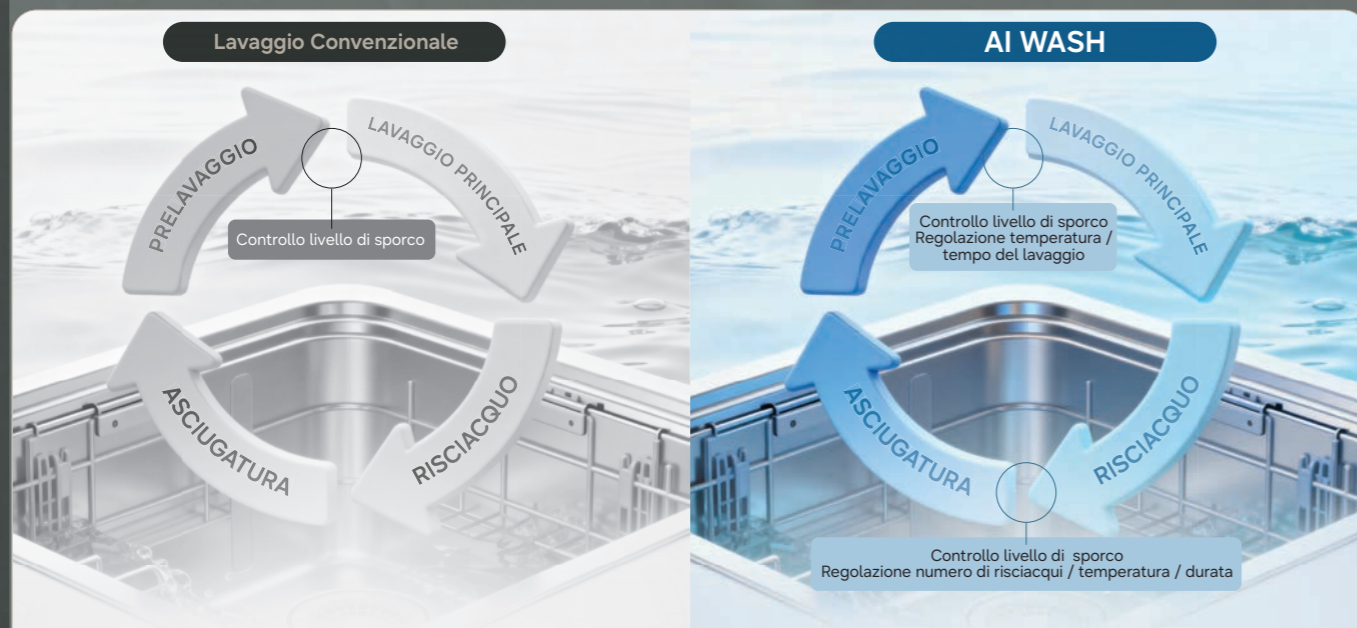 Lavaggio Convenzionale
PRELAVAGGIO
LAVAGGIO PRINCIPALE
Controllo livello di sporco
RISCIACQUO
ASCIUGATURA
AI WASH
PRELAVAGGIO
LAVAGGIO PRINCIPALE
Controllo livello di sporco
Regolazione temperatura /
tempo del lavaggio
RISCIACQUO
ASCIUGATURA
Controllo livello di sporco
Regolazione numero di risciacqui / temperatura / durata